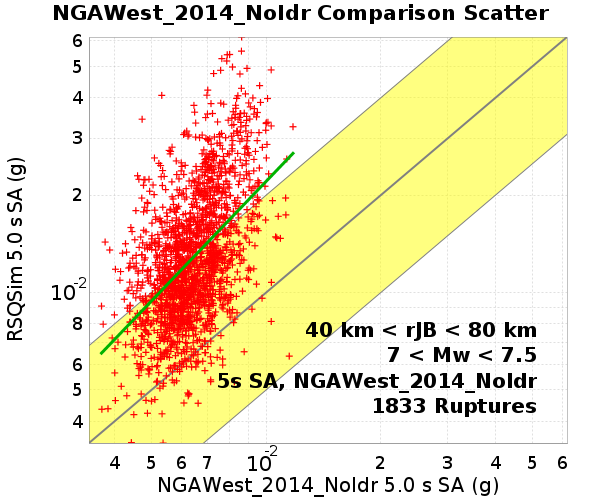 NGAWest_2014_NoIdr Comparison Scatter
RSQSim 5.0 s SA (g)
6
5
4
3
2
10-2
8
6
5
4
40 km < rJB < 80 km
7 < Mw < 7.5
5s SA, NGAWest_2014_NoIdr
1833 Ruptures
4 5 6 7 10-2 2 3 4 5 6
NGAWest_2014_NoIdr 5.0 s SA (g)